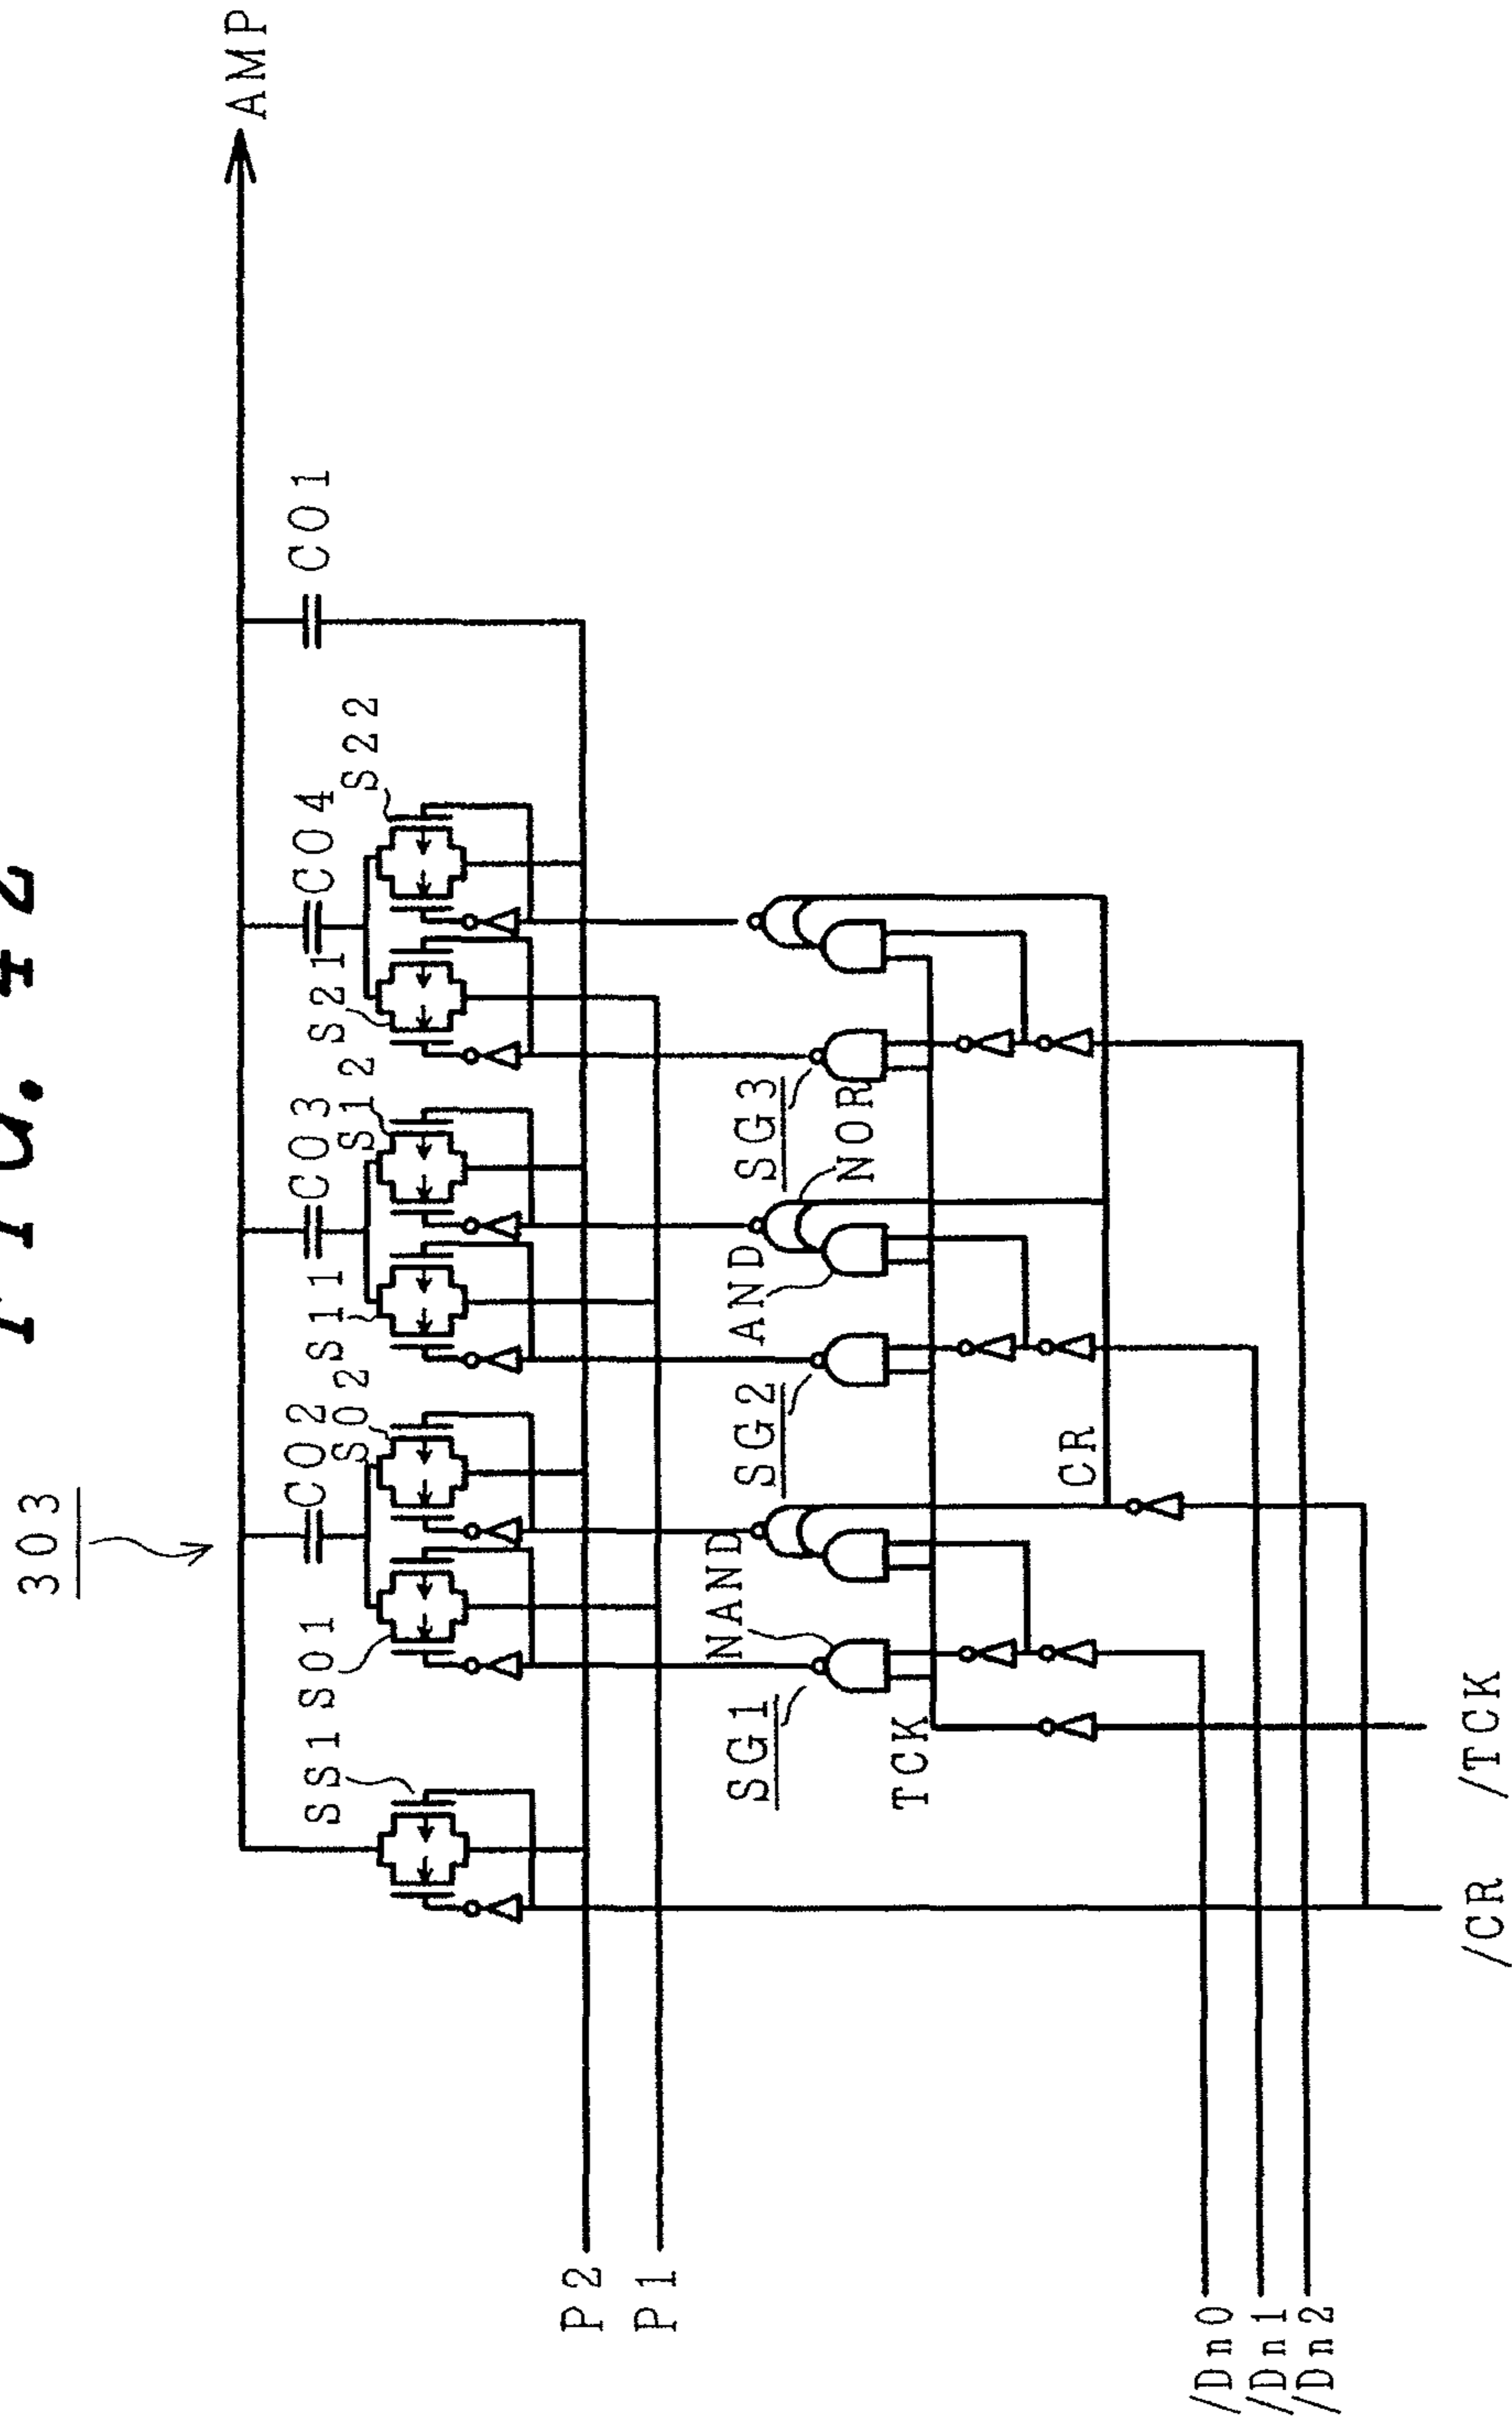 FIG. 42
303
AMP
C02
C03
C04
C01
SS1
S01
S02
S11
S12
S21
S22
P2
P1
SG1
NAND
SG2
AND
SG3
NOR
TCK
CR
/Dn0
/Dn1
/Dn2
/CR
/TCK